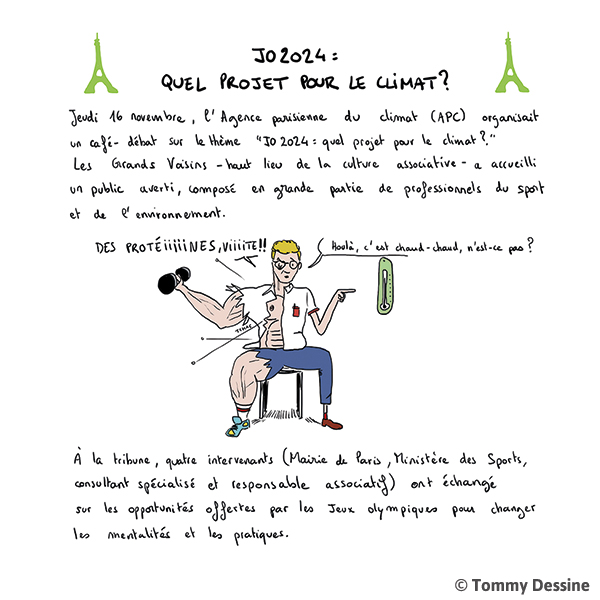 JO 2024 :
QUEL PROJET POUR LE CLIMAT ?
Jeudi 16 novembre, l'Agence parisienne du climat (APC) organisait
un café-débat sur le thème "JO 2024 : quel projet pour le climat ?."
Les Grands Voisins - haut lieu de la culture associative - a accueilli
un public averti, composé en grande partie de professionnels du sport
et de l'environnement.
DES PROTÉiiiiiNES, ViiiiTE!!
Houlà, c'est chaud-chaud, n'est-ce pas ?
À la tribune, quatre intervenants (Mairie de Paris, Ministère des Sports,
consultant spécialisé et responsable associatif) ont échangé
sur les opportunités offertes par les Jeux olympiques pour changer
les mentalités et les pratiques.
© Tommy Dessine